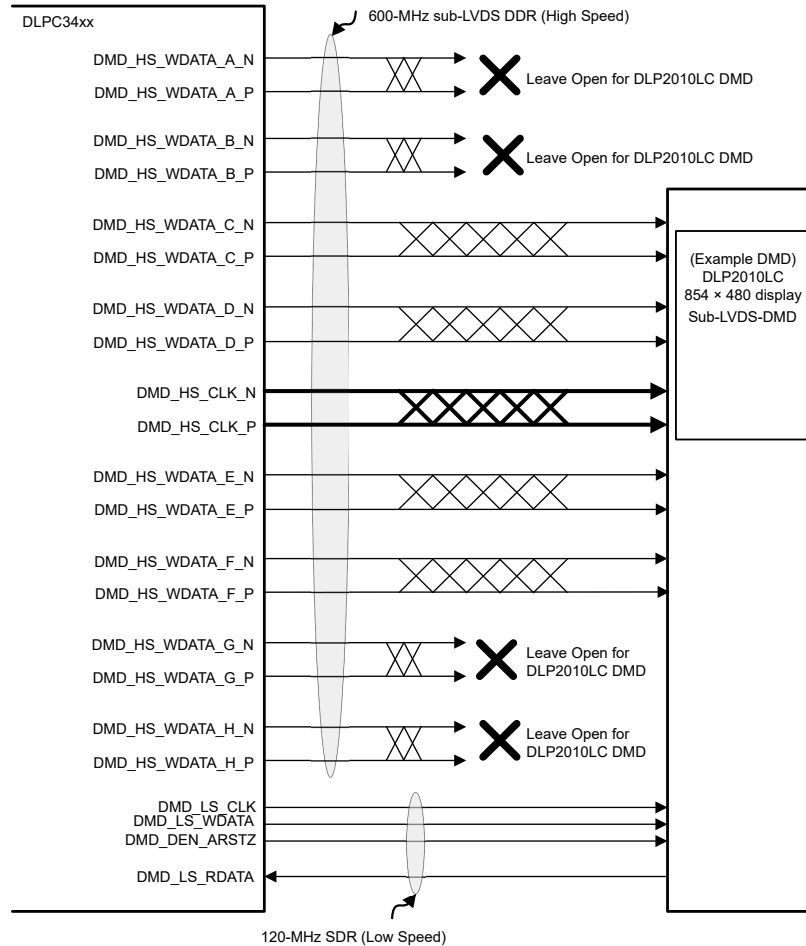 600-MHz sub-LVDS DDR (High Speed)
DLPC34xx
DMD_HS_WDATA_A_N
DMD_HS_WDATA_A_P
Leave Open for DLP2010LC DMD
DMD_HS_WDATA_B_N
DMD_HS_WDATA_B_P
Leave Open for DLP2010LC DMD
DMD_HS_WDATA_C_N
DMD_HS_WDATA_C_P
(Example DMD)
DLP2010LC
854 × 480 display
Sub-LVDS-DMD
DMD_HS_WDATA_D_N
DMD_HS_WDATA_D_P
DMD_HS_CLK_N
DMD_HS_CLK_P
DMD_HS_WDATA_E_N
DMD_HS_WDATA_E_P
DMD_HS_WDATA_F_N
DMD_HS_WDATA_F_P
DMD_HS_WDATA_G_N
DMD_HS_WDATA_G_P
Leave Open for
DLP2010LC DMD
DMD_HS_WDATA_H_N
DMD_HS_WDATA_H_P
Leave Open for
DLP2010LC DMD
DMD_LS_CLK
DMD_LS_WDATA
DMD_DEN_ARSTZ
DMD_LS_RDATA
120-MHz SDR (Low Speed)